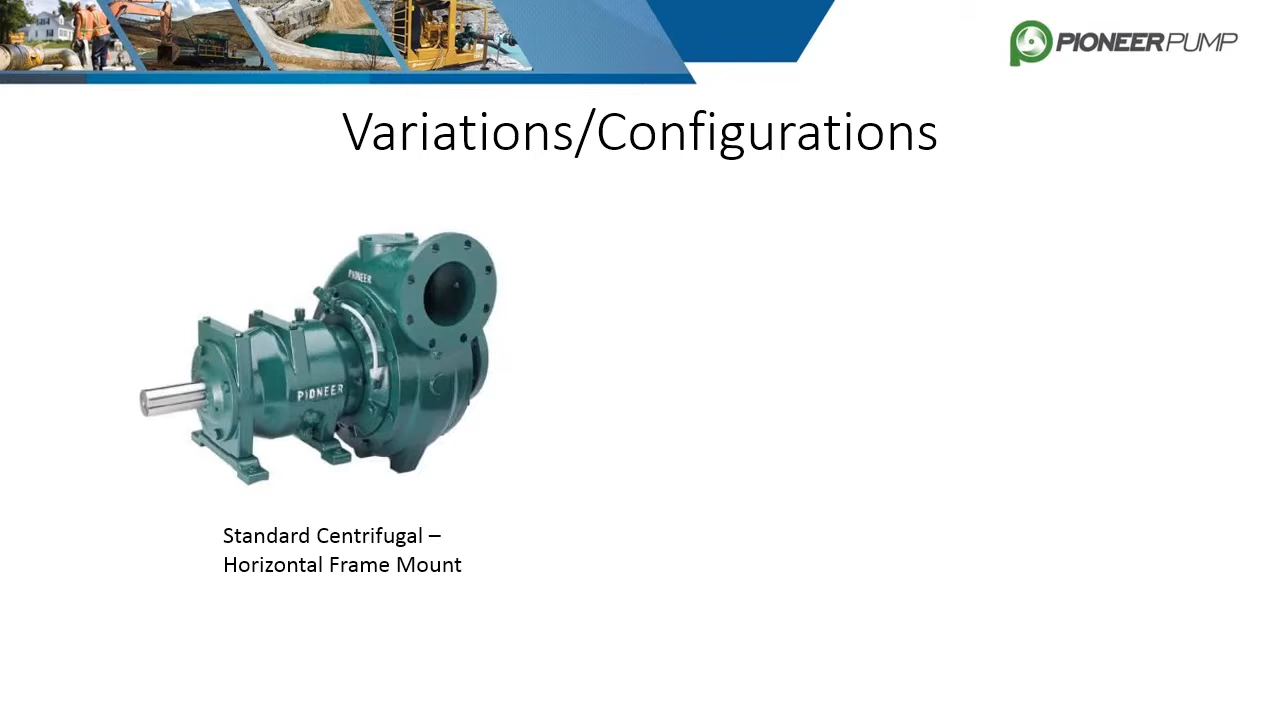 PIONEERPUMP
Variations/Configurations
PIONEER
PIONEER
Standard Centrifugal –
Horizontal Frame Mount